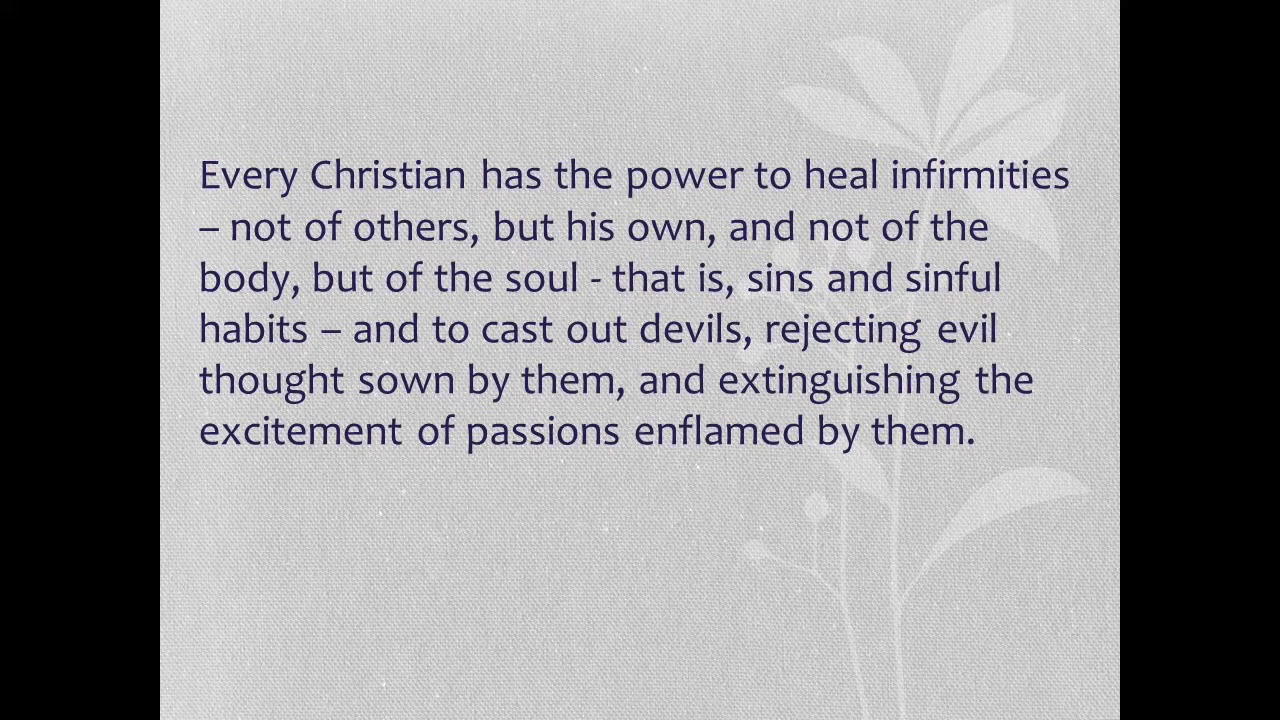 Every Christian has the power to heal infirmities
– not of others, but his own, and not of the
body, but of the soul - that is, sins and sinful
habits – and to cast out devils, rejecting evil
thought sown by them, and extinguishing the
excitement of passions enflamed by them.